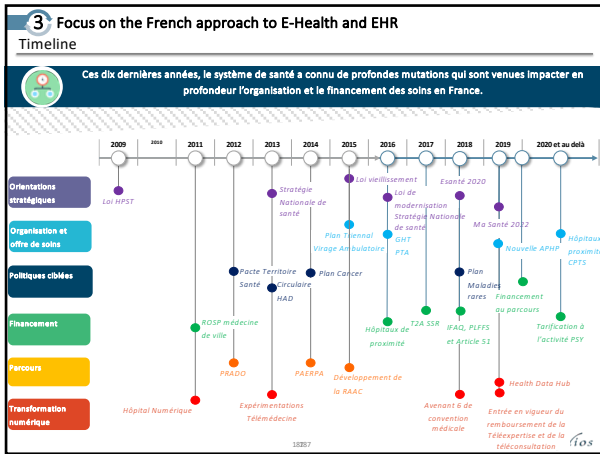 3 Focus on the French approach to E-Health and EHR
Timeline
Ces dix dernières années, le système de santé a connu de profondes mutations qui sont venues impacter en
profondeur l'organisation et le financement des soins en France.
2009 2010 2011 2012 2013 2014 2015 2016 2017 2018 2019 2020 et au delà
Orientations
stratégiques
Loi HPST
Stratégie
Nationale de
santé
Loi vieillissement
Loi de
modernisation
Stratégie Nationale
de santé
Esanté 2020
Ma Santé 2022
Organisation et
offre de soins
Plan Triennal
Virage Ambulatoire
GHT
PTA
Nouvelle APHP
Hôpitaux
proximité
CPTS
Politiques ciblées
Pacte Territoire
Santé
Circulaire
HAD
Plan Cancer
Plan
Maladies
rares
Financement
ROSP médecine
de ville
Hôpitaux de
proximité
T2A SSR
IFAQ, PLFFS
et Article 51
Financement
au parcours
Tarification à
l'activité PSY
Parcours
PRADO
PAERPA
Développement de
la RAAC
Transformation
numérique
Hôpital Numérique
Expérimentations
Télémédecine
Avenant 6 de
convention
médicale
Health Data Hub
Entrée en vigueur du
remboursement de la
Téléexpertise et de la
téléconsultation
ios